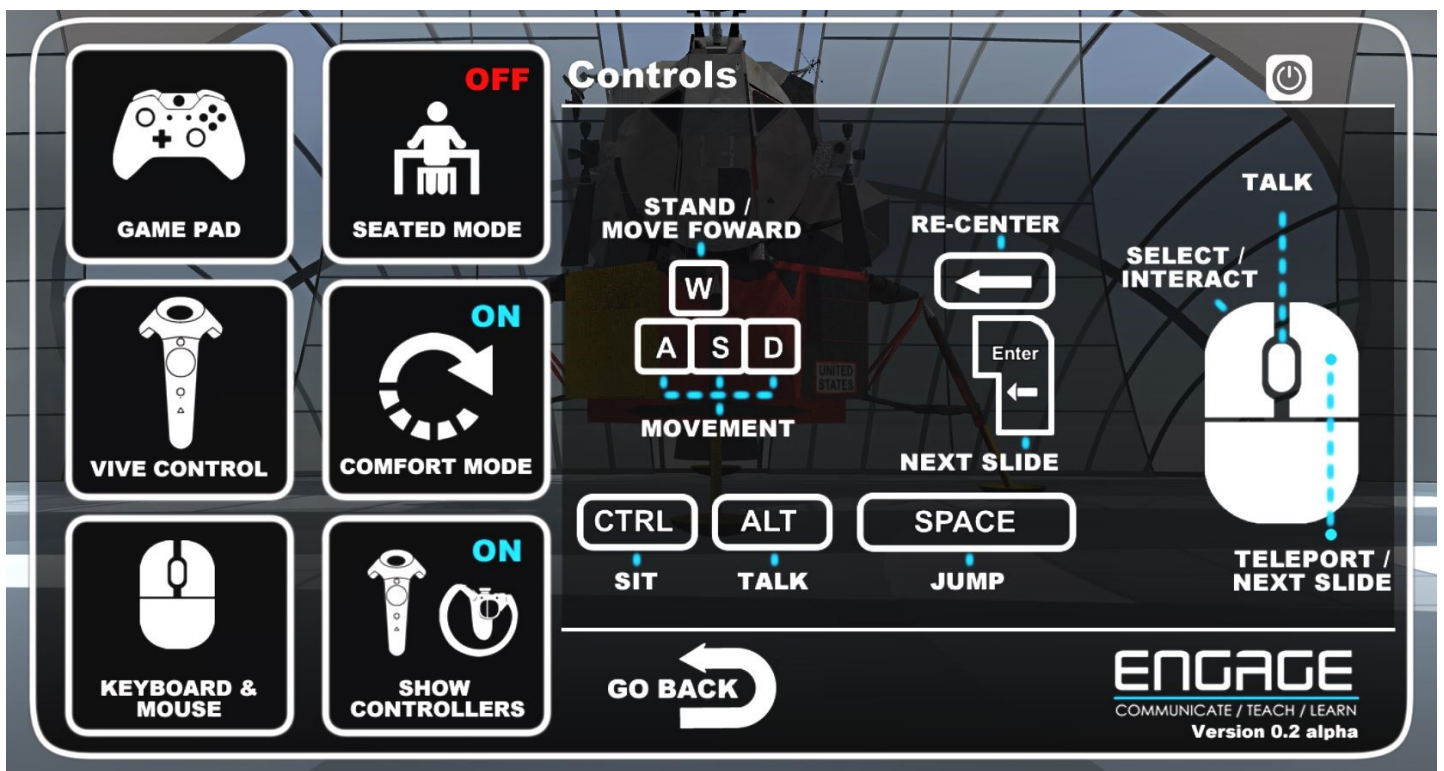 GAME PAD
OFF
SEATED MODE
VIVE CONTROL
ON
COMFORT MODE
KEYBOARD &
MOUSE
ON
SHOW
CONTROLLERS
Controls
STAND /
MOVE FOWARD
W
A S D
MOVEMENT
RE-CENTER
Enter
NEXT SLIDE
TALK
SELECT /
INTERACT
TELEPORT /
NEXT SLIDE
CTRL
SIT
ALT
TALK
SPACE
JUMP
UNITED
STATES
GO BACK
ENGAGE
COMMUNICATE / TEACH / LEARN
Version 0.2 alpha